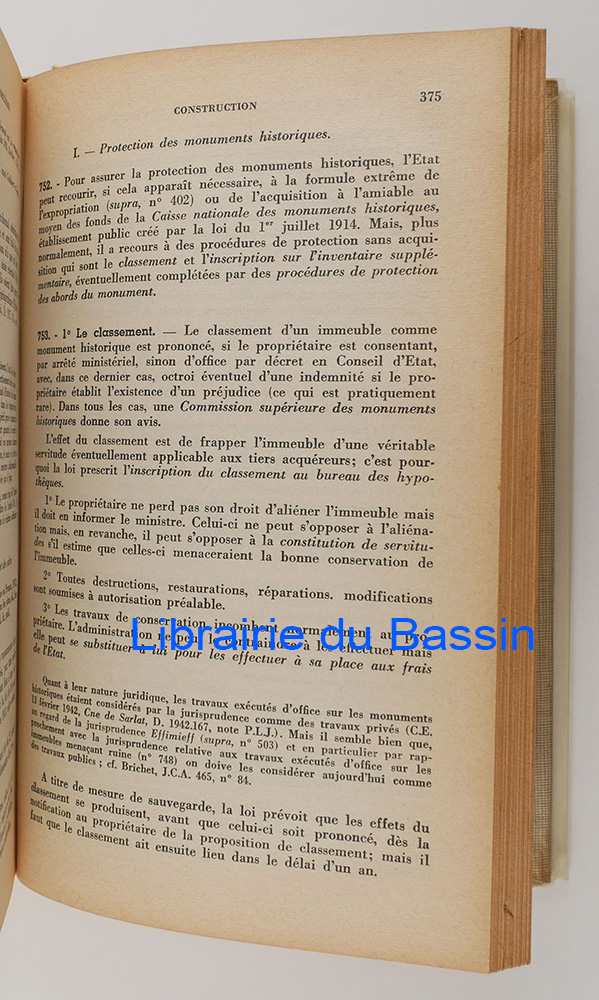 CONSTRUCTION 375
I. — Protection des monuments historiques.
752. - Pour assurer la protection des monuments historiques, l'Etat
peut recourir, si cela apparaît nécessaire, à la formule extrême de
l'expropriation (supra, n° 402) ou de l'acquisition à l'amiable au
moyen des fonds de la Caisse nationale des monuments historiques,
établissement public créé par la loi du 1er juillet 1914. Mais, plus
normalement, il a recours à des procédures de protection sans acqui-
sition qui sont le classement et l'inscription sur l'inventaire supplé-
mentaire, éventuellement complétées par des procédures de protection
des abords du monument.
753. - 1° Le classement. — Le classement d'un immeuble comme
monument historique est prononcé, si le propriétaire est consentant,
par arrêté ministériel, sinon d'office par décret en Conseil d'Etat,
avec, dans ce dernier cas, octroi éventuel d'une indemnité si le pro-
priétaire établit l'existence d'un préjudice (ce qui est pratiquement
rare). Dans tous les cas, une Commission supérieure des monuments
historiques donne son avis.
L'effet du classement est de frapper l'immeuble d'une véritable
servitude éventuellement applicable aux tiers acquéreurs; c'est pour-
quoi la loi prescrit l'inscription du classement au bureau des hypo-
thèques.
1° Le propriétaire ne perd pas son droit d'aliéner l'immeuble mais
il doit en informer le ministre. Celui-ci ne peut s'opposer à l'aliéna-
tion mais, en revanche, il peut s'opposer à la constitution de servitu-
des s'il estime que celles-ci menaceraient la bonne conservation de
l'immeuble.
2° Toutes destructions, restaurations, réparations. modifications
sont soumises à autorisation préalable.
3° Les travaux de conservation incombent normalement au pro-
priétaire. L'administration ne peut le contraindre à les effectuer mais
elle peut se substituer à lui pour les effectuer à sa place aux frais
de l'Etat.
Librairie du Bassin
Quant à leur nature juridique, les travaux exécutés d'office sur les monuments
historiques étaient considérés par la jurisprudence comme des travaux privés (C.E.
13 février 1942, Cne de Sarlat, D. 1942.167, note P.L.J.). Mais il semble bien que,
au regard de la jurisprudence Effimieff (supra, n° 503) et en particulier par rap-
prochement avec la jurisprudence relative aux travaux exécutés d'office sur les
immeubles menaçant ruine (n° 748) on doive les considérer aujourd'hui comme
des travaux publics ; cf. Brichet, J.C.A. 465, n° 84.
A titre de mesure de sauvegarde, la loi prévoit que les effets du
classement se produisent, avant que celui-ci soit prononcé, dès la
notification au propriétaire de la proposition de classement; mais il
faut que le classement ait ensuite lieu dans le délai d'un an.